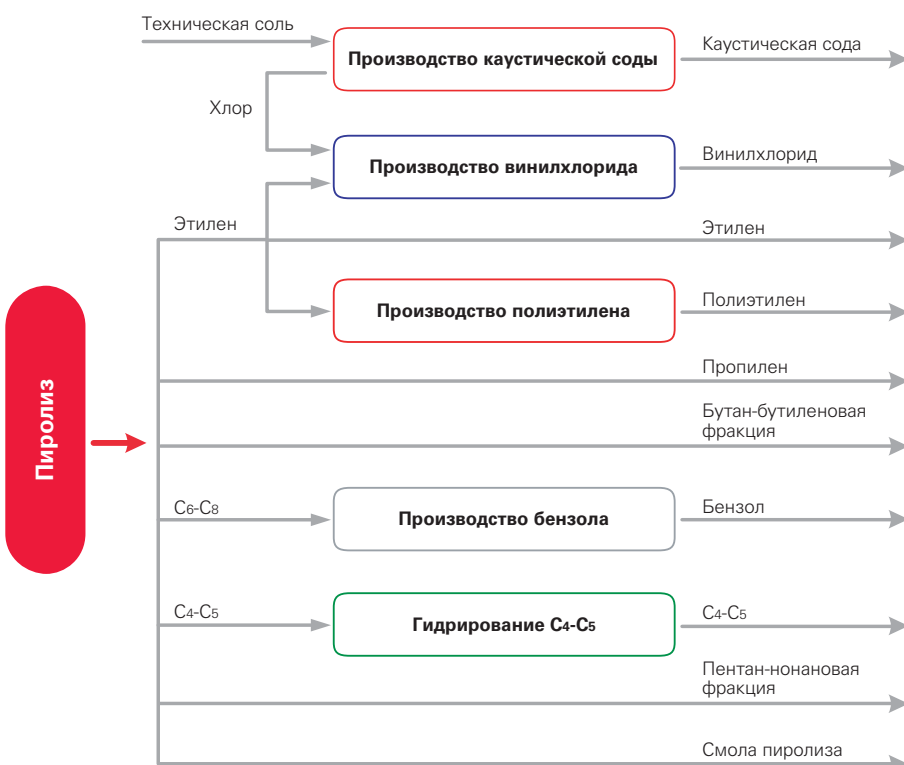 Техническая соль
Производство каустической соды
Каустическая сода
Хлор
Производство винилхлорида
Винилхлорид
Этилен
Этилен
Производство полиэтилена
Полиэтилен
Пропилен
Бутан-бутиленовая
фракция
Пиролиз
C6-C8
Производство бензола
Бензол
C4-C5
Гидрирование C4-C5
C4-C5
Пентан-нонановая
фракция
Смола пиролиза